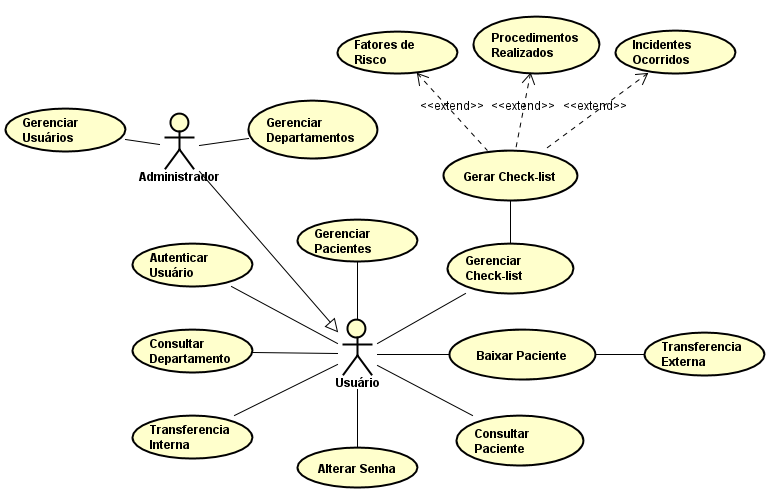 Fatores de
Risco
Procedimentos
Realizados
Incidentes
Ocorridos
<<extend>>
<<extend>>
<<extend>>
Gerenciar
Usuários
Gerenciar
Departamentos
Administrador
Gerar Check-list
Gerenciar
Pacientes
Autenticar
Usuário
Gerenciar
Check-list
Consultar
Departamento
Usuário
Baixar Paciente
Transferencia
Externa
Transferencia
Interna
Alterar Senha
Consultar
Paciente